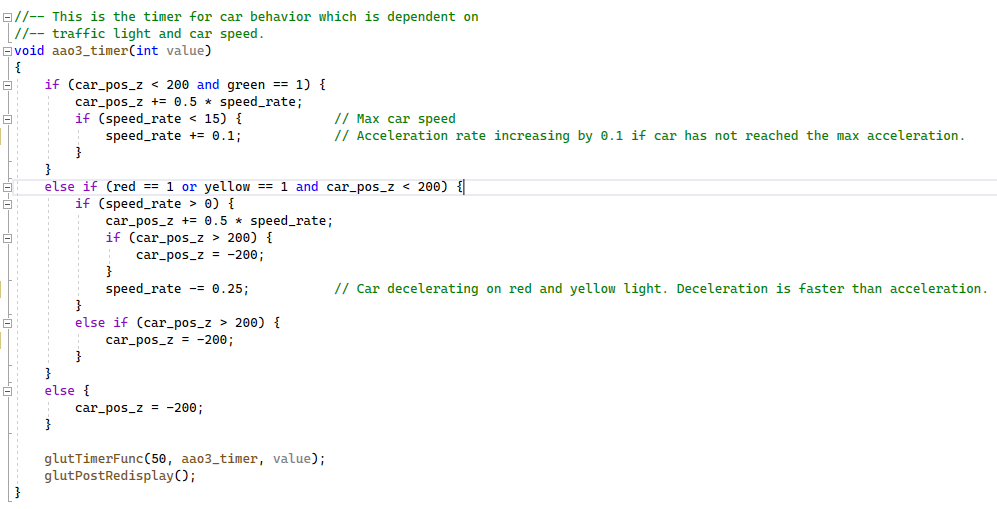 //-- This is the timer for car behavior which is dependent on
//-- traffic light and car speed.
void aao3_timer(int value)
{
    if (car_pos_z < 200 and green == 1) {
        car_pos_z += 0.5 * speed_rate;
        if (speed_rate < 15) {            // Max car speed
            speed_rate += 0.1;            // Acceleration rate increasing by 0.1 if car has not reached the max acceleration.
        }
    }
    else if (red == 1 or yellow == 1 and car_pos_z < 200) {
        if (speed_rate > 0) {
            car_pos_z += 0.5 * speed_rate;
            if (car_pos_z > 200) {
                car_pos_z = -200;
            }
            speed_rate -= 0.25;           // Car decelerating on red and yellow light. Deceleration is faster than acceleration.
        }
        else if (car_pos_z > 200) {
            car_pos_z = -200;
        }
    }
    else {
        car_pos_z = -200;
    }

    glutTimerFunc(50, aao3_timer, value);
    glutPostRedisplay();
}